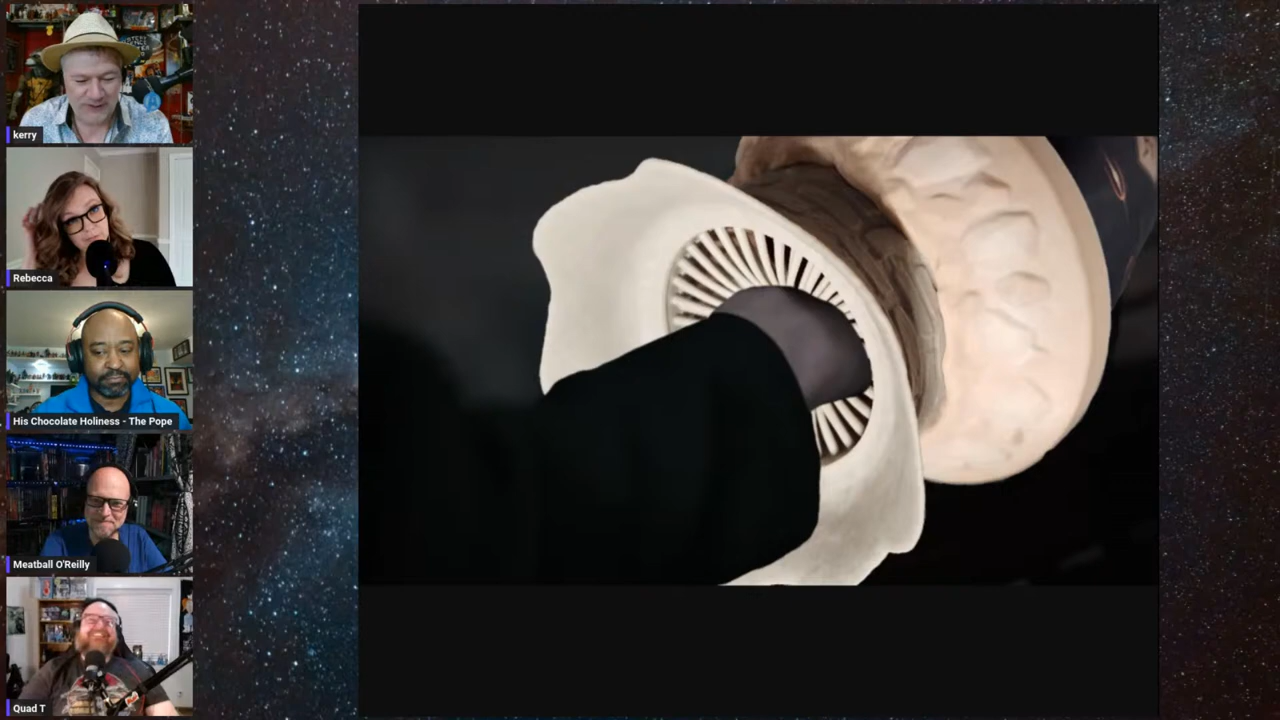 kerry
Rebecca
His Chocolate Holiness - The Pope
Meatball O'Reilly
Quad T